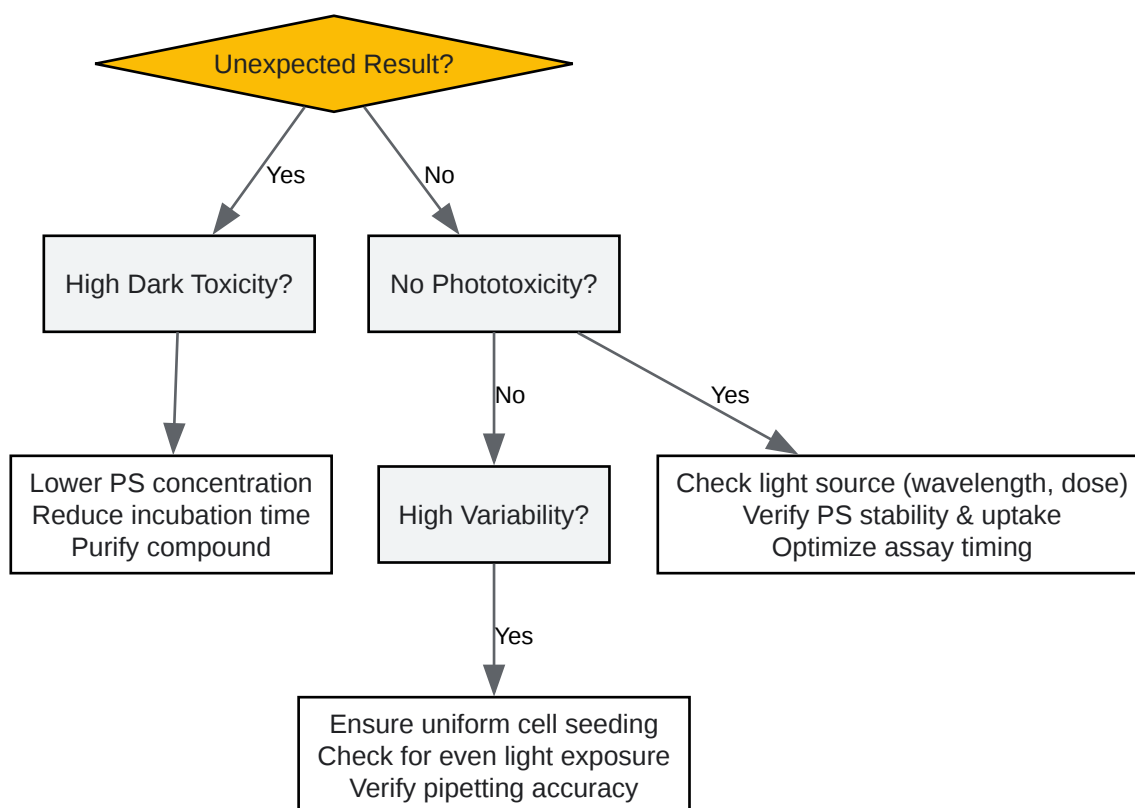 Unexpected Result?
Yes
No
High Dark Toxicity?
No Phototoxicity?
No
Yes
Lower PS concentration
Reduce incubation time
Purify compound
High Variability?
Check light source (wavelength, dose)
Verify PS stability & uptake
Optimize assay timing
Yes
Ensure uniform cell seeding
Check for even light exposure
Verify pipetting accuracy